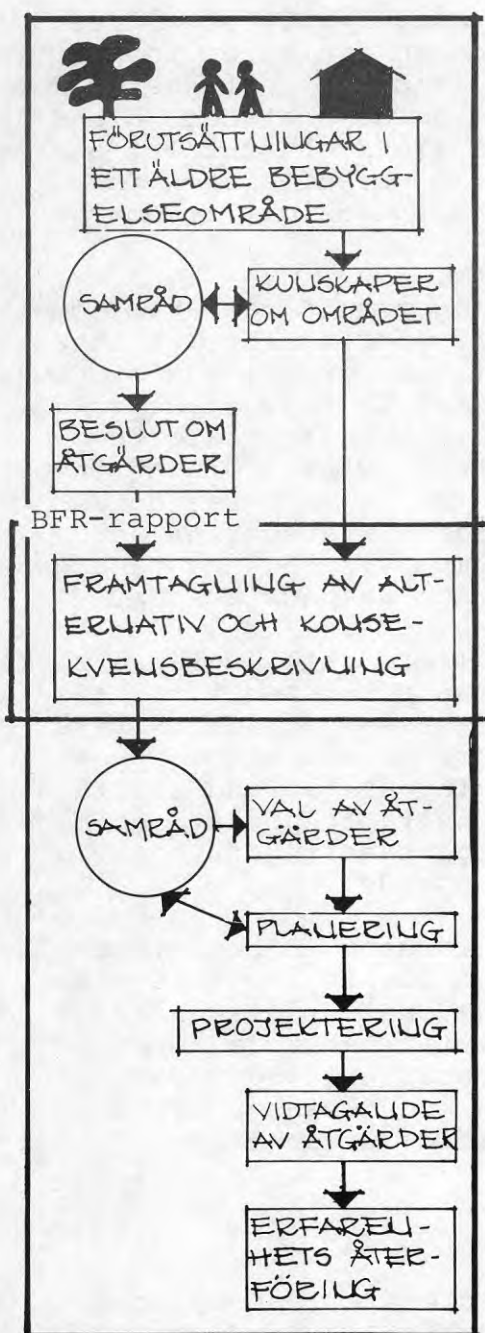 FÖRUTSÄTTNINGAR I
ETT ÄLDRE BEBYGG-
ELSEOMRÅDE
SAMRÅD
KUNSKAPER
OM OMRÅDET
BESLUT OM
ÅTGÄRDER
BFR-rapport
FRAMTAGNING AV ALT-
ERNATIV OCH KONSE-
KVENSBESKRIVNING
SAMRÅD
VAL AV ÅT-
GÄRDER
PLANERING
PROJEKTERING
VIDTAGANDE
AV ÅTGÄRDER
ERFAREN-
HETS ÅTER-
FÖRING